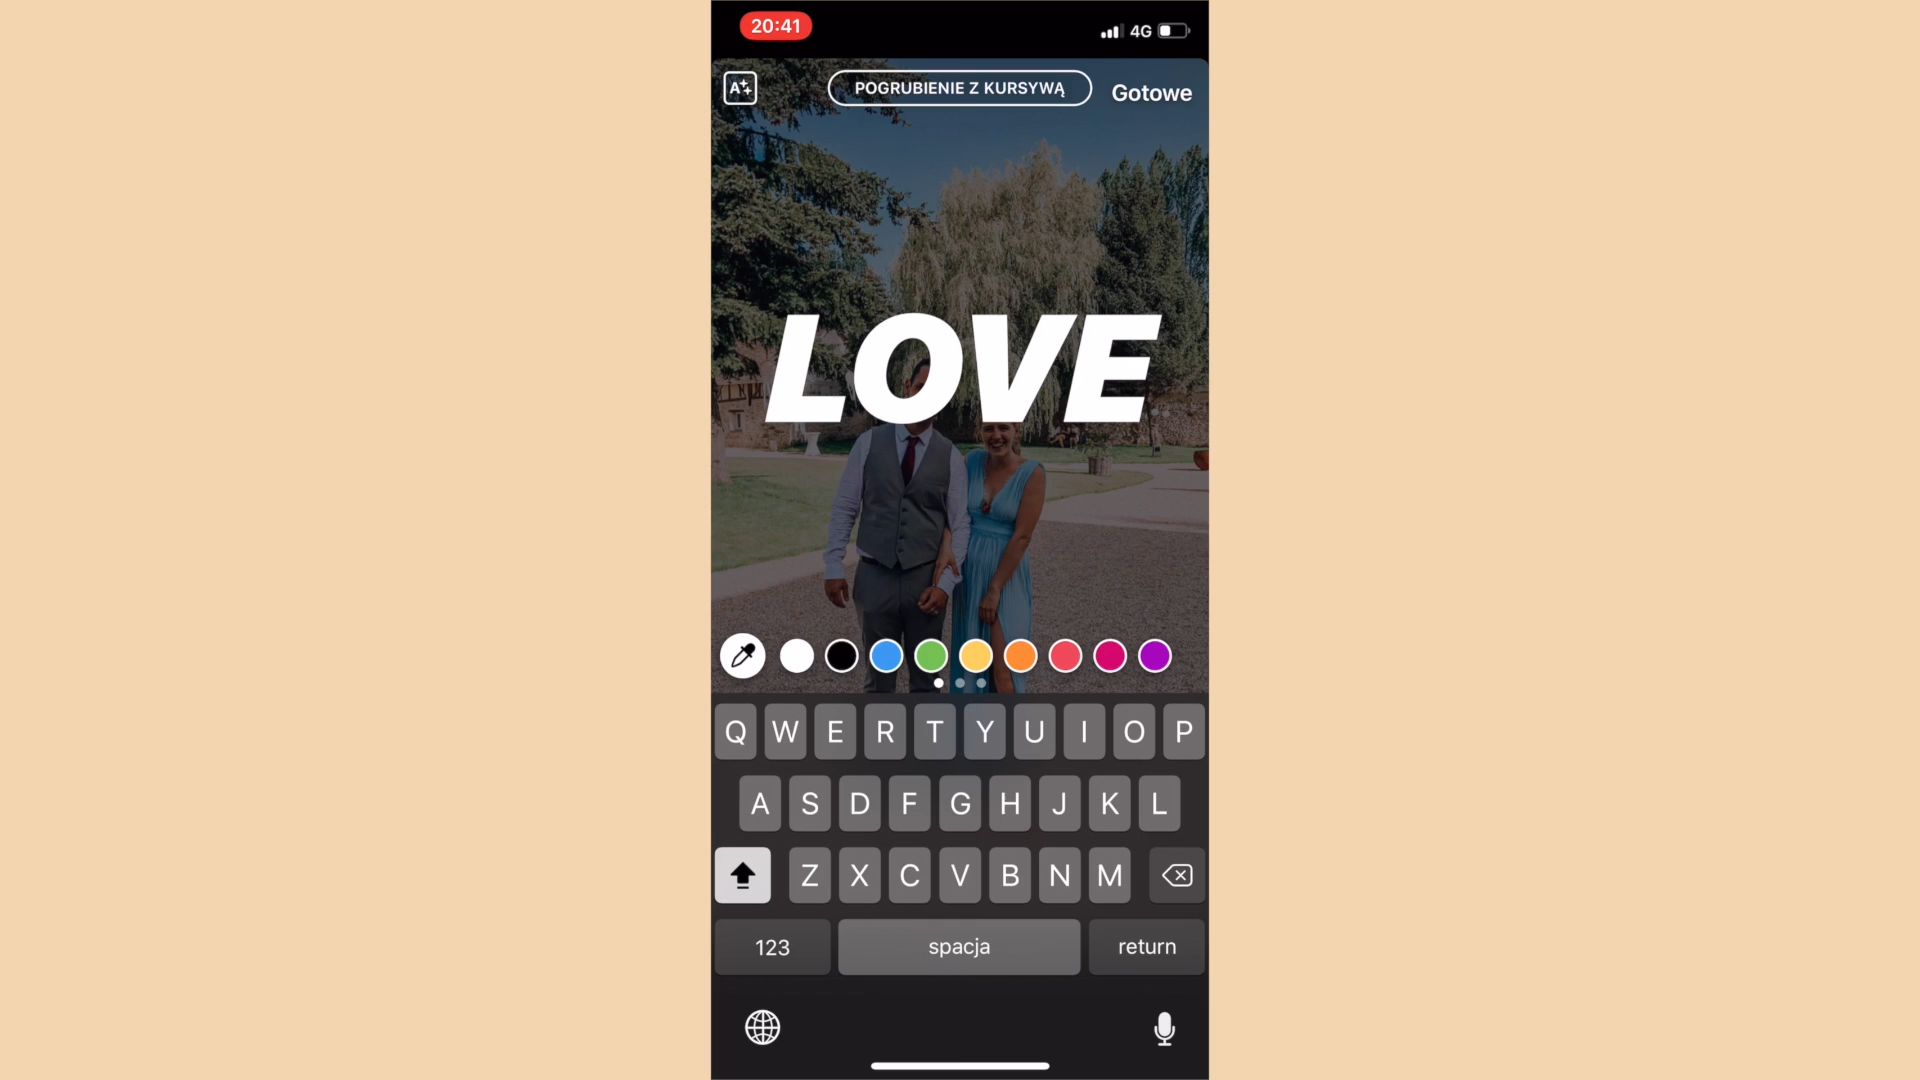 20:41
4G
A
POGRUBIENIE Z KURSYWĄ
Gotowe
LOVE
Q W E R T Y U I O P
A S D F G H J K L
Z X C V B N M
123 spacja return